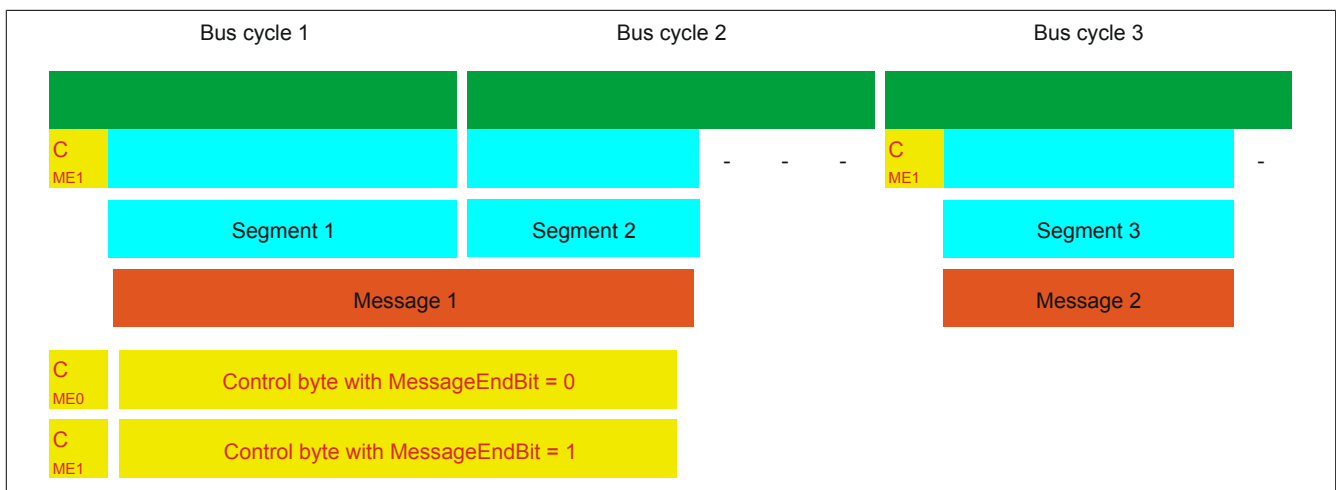 Bus cycle 1 Bus cycle 2 Bus cycle 3
C
ME1
- - -
C
ME1
-
Segment 1 Segment 2 Segment 3
Message 1 Message 2
C
ME0
Control byte with MessageEndBit = 0
C
ME1
Control byte with MessageEndBit = 1